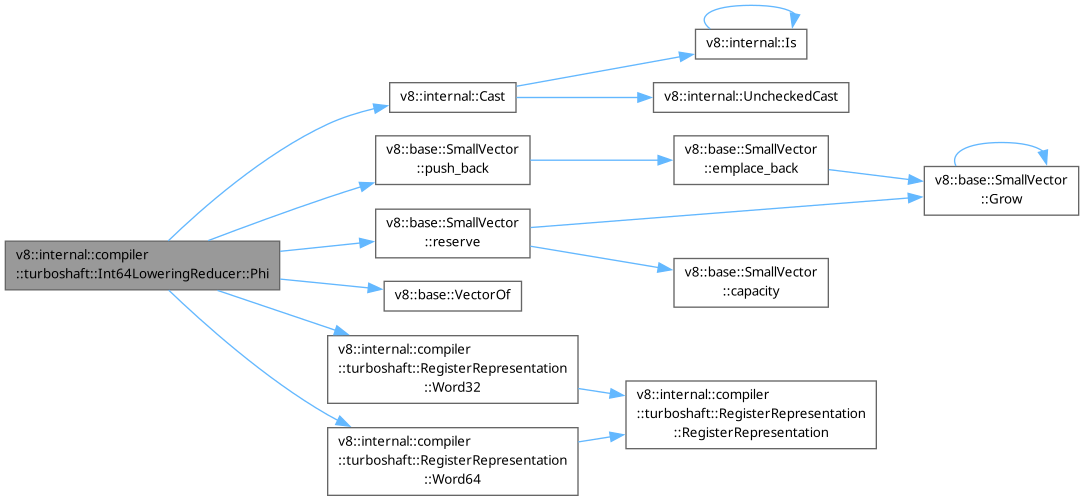 v8::internal::compiler
::turboshaft::Int64LoweringReducer::Phi
v8::internal::Cast
v8::internal::Is
v8::internal::UncheckedCast
v8::base::SmallVector
::push_back
v8::base::SmallVector
::emplace_back
v8::base::SmallVector
::Grow
v8::base::SmallVector
::reserve
v8::base::SmallVector
::capacity
v8::base::VectorOf
v8::internal::compiler
::turboshaft::RegisterRepresentation
::Word32
v8::internal::compiler
::turboshaft::RegisterRepresentation
::RegisterRepresentation
v8::internal::compiler
::turboshaft::RegisterRepresentation
::Word64